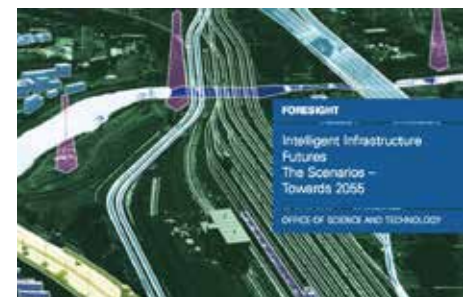 FORESIGHT
Intelligent Infrastructure
Futures
The Scenarios –
Towards 2055
OFFICE OF SCIENCE AND TECHNOLOGY